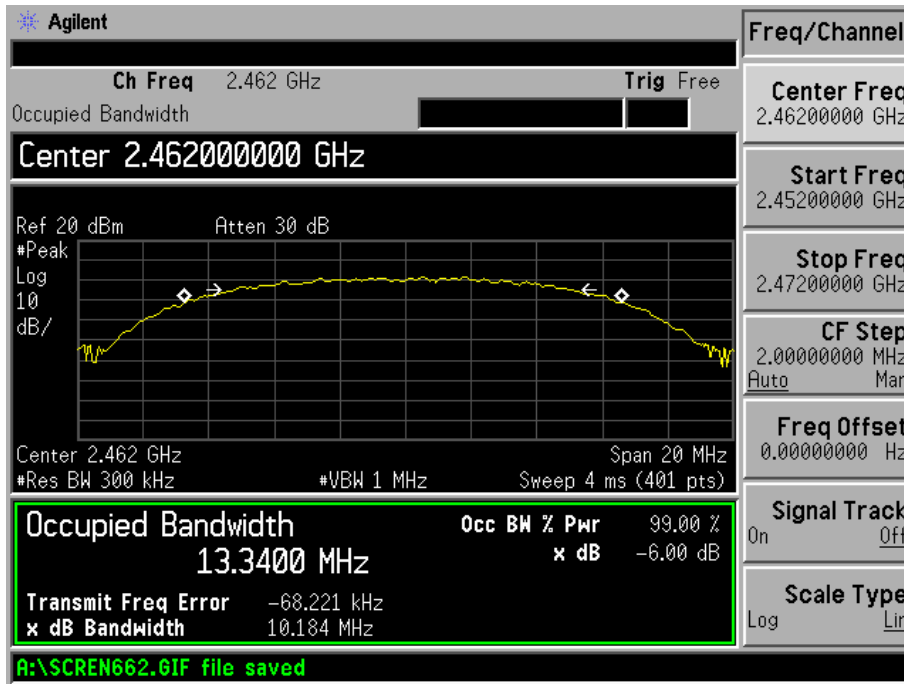 Agilent
Freq/Channel
Ch Freq 2.462 GHz Trig Free
Occupied Bandwidth
Center 2.462000000 GHz
Ref 20 dBm Atten 30 dB
#Peak
Log
10
dB/
Center 2.462 GHz Span 20 MHz
#Res BW 300 kHz #VBW 1 MHz Sweep 4 ms (401 pts)
Occupied Bandwidth
13.3400 MHz
Occ BW % Pwr 99.00 %
x dB -6.00 dB
Transmit Freq Error -68.221 kHz
x dB Bandwidth 10.184 MHz
A:\SCREN662.GIF file saved
Center Freq
2.46200000 GHz
Start Freq
2.45200000 GHz
Stop Freq
2.47200000 GHz
CF Step
2.00000000 MHz
Auto Man
Freq Offset
0.00000000 Hz
Signal Track
On Off
Scale Type
Log Lin